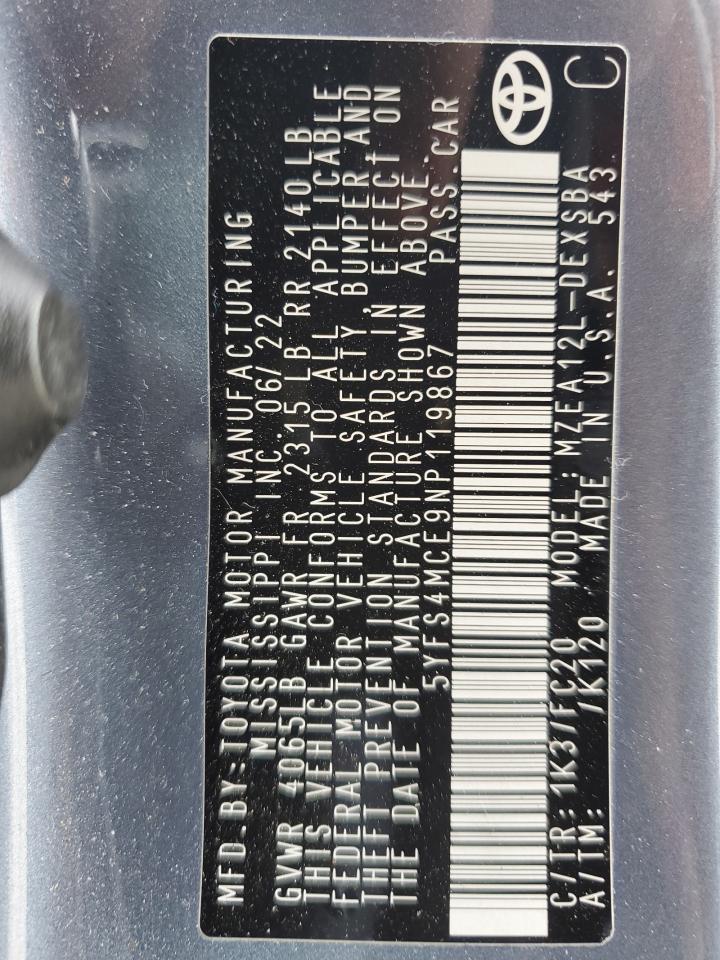 MFD.BY:TOYOTA MOTOR MANUFACTURING
MISSISSIPPI INC. 06/22
GVWR 4065LB GAWR FR 2315 LB RR 2140LB
THIS VEHICLE CONFORMS TO ALL APPLICABLE
FEDERAL MOTOR VEHICLE SAFETY, BUMPER AND
THEFT PREVENTION STANDARDS IN EFFECT ON
THE DATE OF MANUFACTURE SHOWN ABOVE.
5YFS4MCE9NP119867 PASS.CAR
C/TR: 1K3/FC20 MODEL: MZEA12L-DEXSBA
A/TM: /K120 MADE IN U.S.A. 543
C